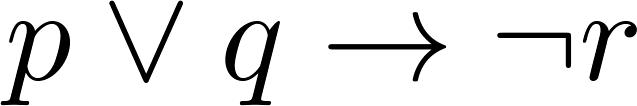 p ∨ q → ¬r